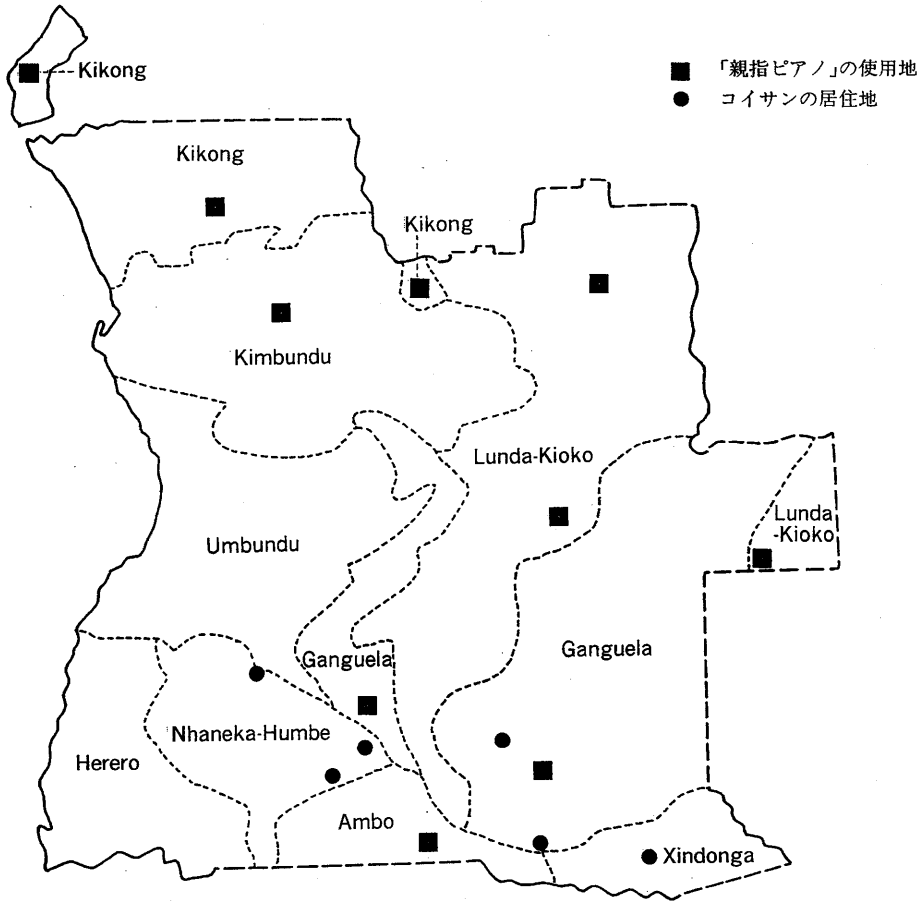 Kikong
「親指ピアノ」の使用地
コイサンの居住地
Kikong
Kikong
Kimbundu
Lunda-Kioko
Lunda
-Kioko
Umbundu
Ganguela
Ganguela
Nhaneka-Humbe
Herero
Ambo
Xindonga